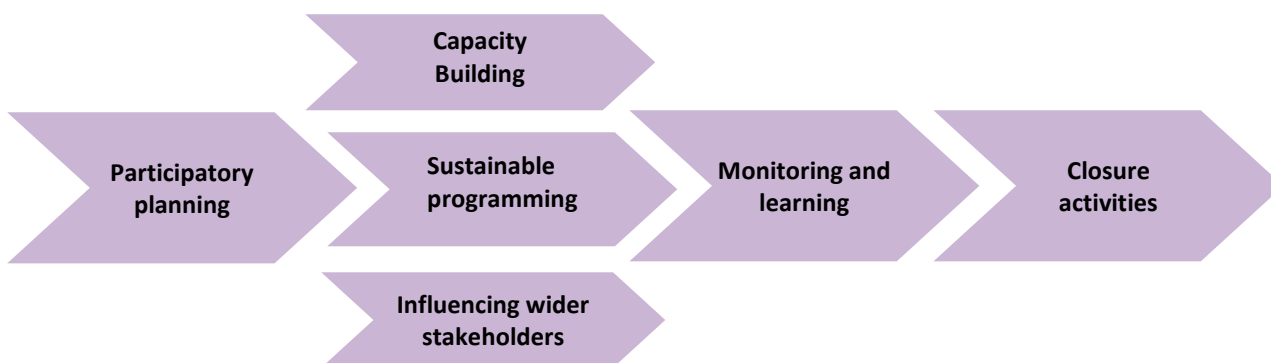 Participatory
planning
Capacity
Building
Sustainable
programming
Influencing wider
stakeholders
Monitoring and
learning
Closure
activities